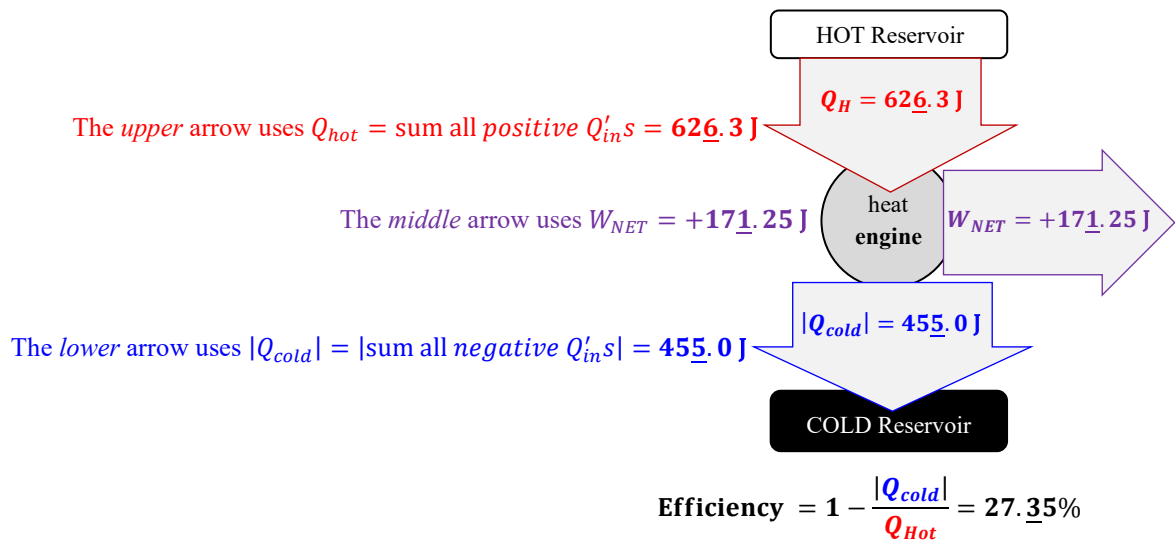 HOT Reservoir
Q_H = 626.3 J
The upper arrow uses Q_hot = sum all positive Q'_in s = 626.3 J
heat
engine
The middle arrow uses W_NET = +171.25 J
W_NET = +171.25 J
|Q_cold| = 455.0 J
The lower arrow uses |Q_cold| = |sum all negative Q'_in s| = 455.0 J
COLD Reservoir
Efficiency = 1 − |Q_cold| / Q_Hot = 27.35%